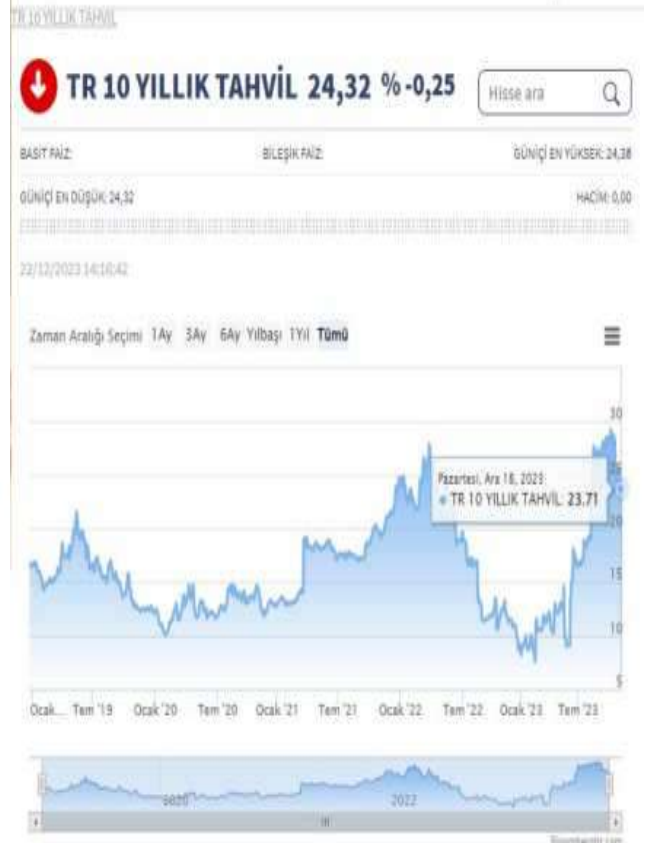 TR 10 YILLIK TAHVİL
TR 10 YILLIK TAHVİL 24,32 % -0,25
Hisse ara
BASİT FAİZ: BİLEŞİK FAİZ: GÜNİÇİ EN YÜKSEK: 24,38
GÜNİÇİ EN DÜŞÜK: 24,32 HACİM: 0,00
22/12/2023 14:10:42
Zaman Aralığı Seçimi 1Ay 3Ay 6Ay Yılbaşı 1Yıl Tümü
30
Pazartesi, Ara 18, 2023
TR 10 YILLIK TAHVİL: 23.71
25
20
15
10
5
Ocak... Tem '19 Ocak '20 Tem '20 Ocak '21 Tem '21 Ocak '22 Tem '22 Ocak '23 Tem '23
2020 2022
Bloomberght.com